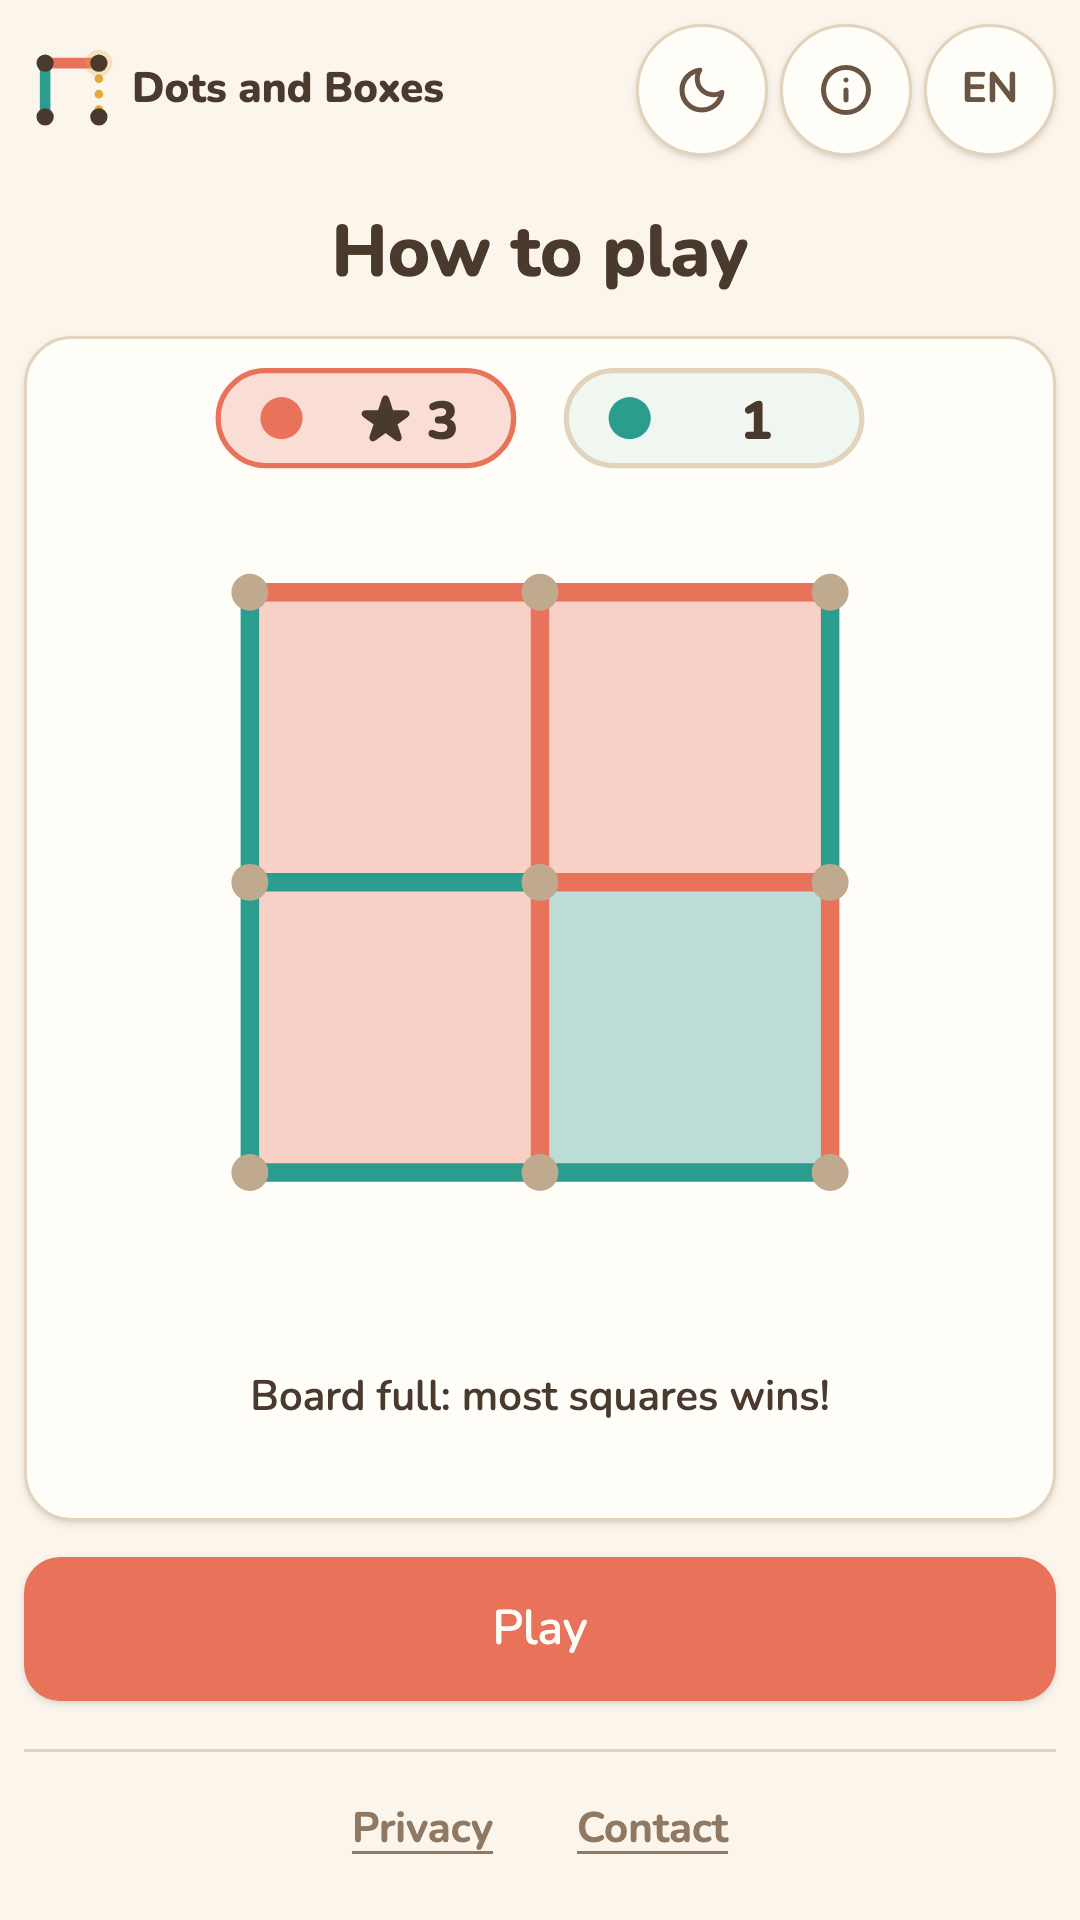 Dots and Boxes
EN
How to play
3
1
Board full: most squares wins!
Play
Privacy
Contact